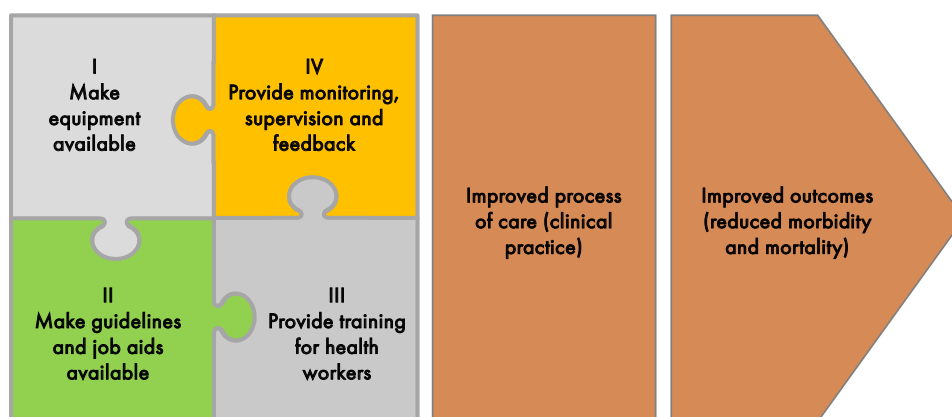 I
Make
equipment
available
IV
Provide monitoring,
supervision and
feedback
II
Make guidelines
and job aids
available
III
Provide training
for health
workers
Improved process
of care (clinical
practice)
Improved outcomes
(reduced morbidity
and mortality)